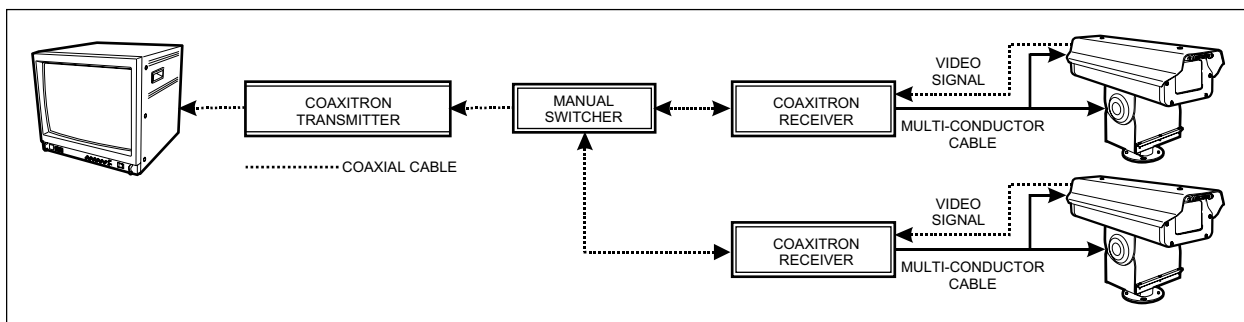 COAXITRON
TRANSMITTER
COAXIAL CABLE
MANUAL
SWITCHER
COAXITRON
RECEIVER
VIDEO
SIGNAL
MULTI-CONDUCTOR
CABLE
COAXITRON
RECEIVER
VIDEO
SIGNAL
MULTI-CONDUCTOR
CABLE